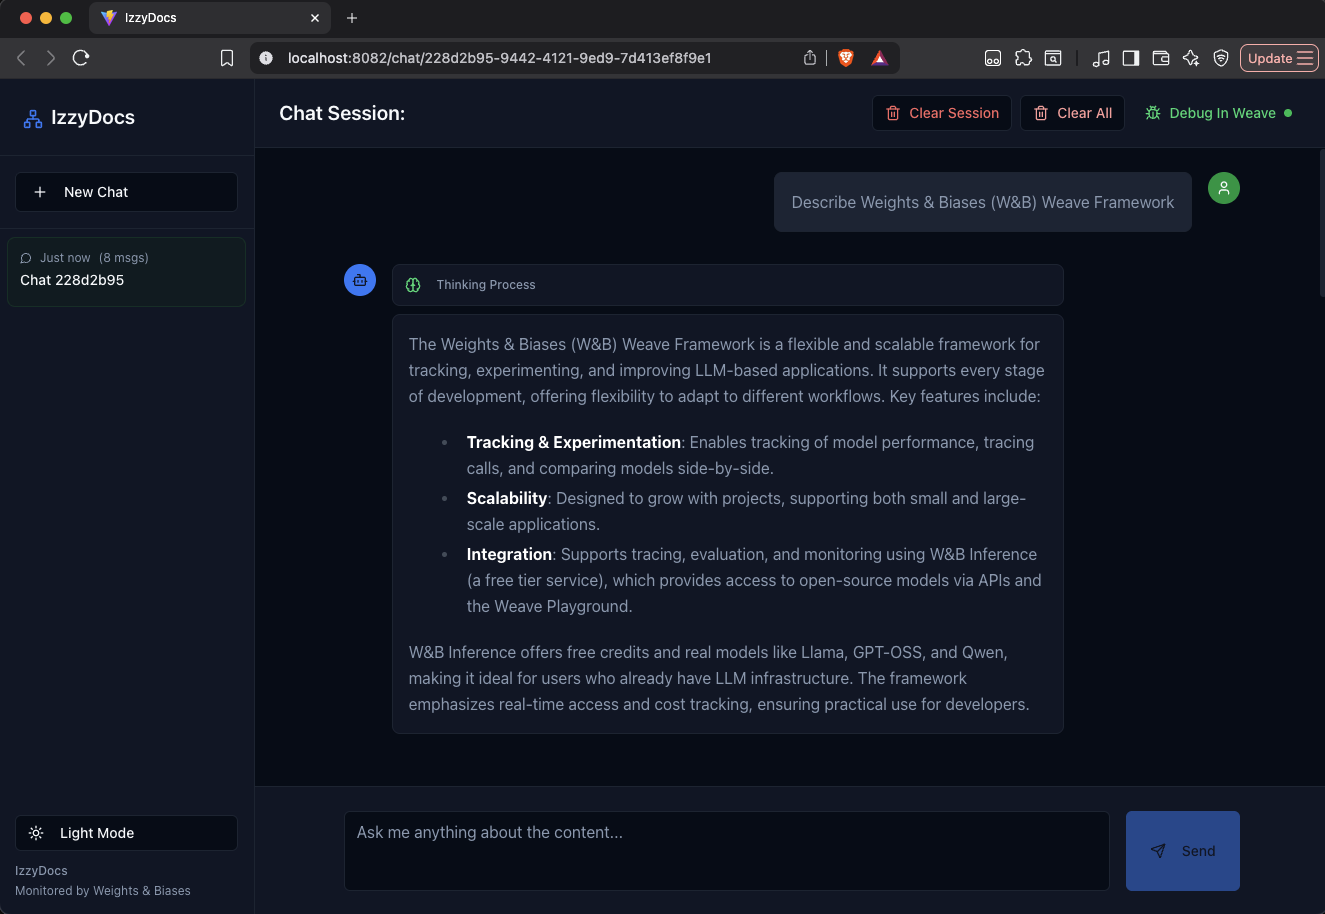 IzzyDocs
localhost:8082/chat/228d2b95-9442-4121-9ed9-7d413ef8f9e1
Update
IzzyDocs
New Chat
Just now (8 msgs)
Chat 228d2b95
Light Mode
IzzyDocs
Monitored by Weights & Biases
Chat Session:
Clear Session
Clear All
Debug In Weave
Describe Weights & Biases (W&B) Weave Framework
Thinking Process
The Weights & Biases (W&B) Weave Framework is a flexible and scalable framework for
tracking, experimenting, and improving LLM-based applications. It supports every stage
of development, offering flexibility to adapt to different workflows. Key features include:
• Tracking & Experimentation: Enables tracking of model performance, tracing
calls, and comparing models side-by-side.
• Scalability: Designed to grow with projects, supporting both small and large-
scale applications.
• Integration: Supports tracing, evaluation, and monitoring using W&B Inference
(a free tier service), which provides access to open-source models via APIs and
the Weave Playground.
W&B Inference offers free credits and real models like Llama, GPT-OSS, and Qwen,
making it ideal for users who already have LLM infrastructure. The framework
emphasizes real-time access and cost tracking, ensuring practical use for developers.
Ask me anything about the content...
Send